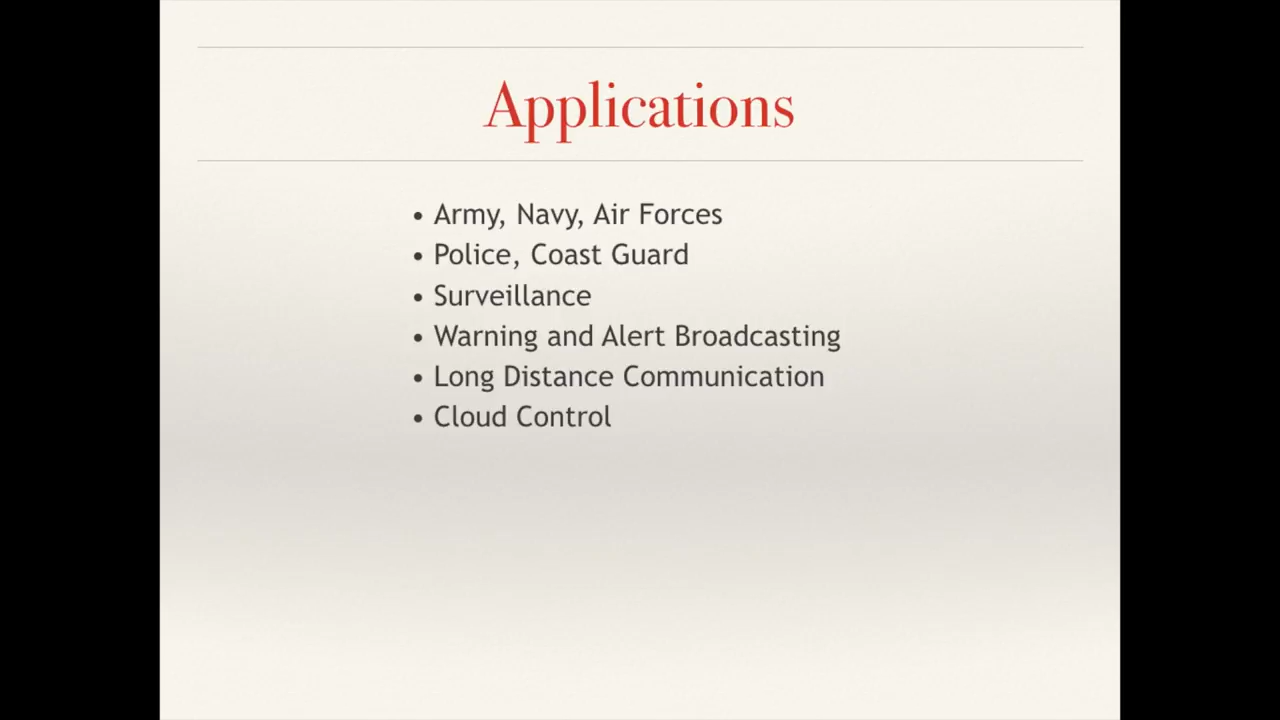 Applications
• Army, Navy, Air Forces
• Police, Coast Guard
• Surveillance
• Warning and Alert Broadcasting
• Long Distance Communication
• Cloud Control